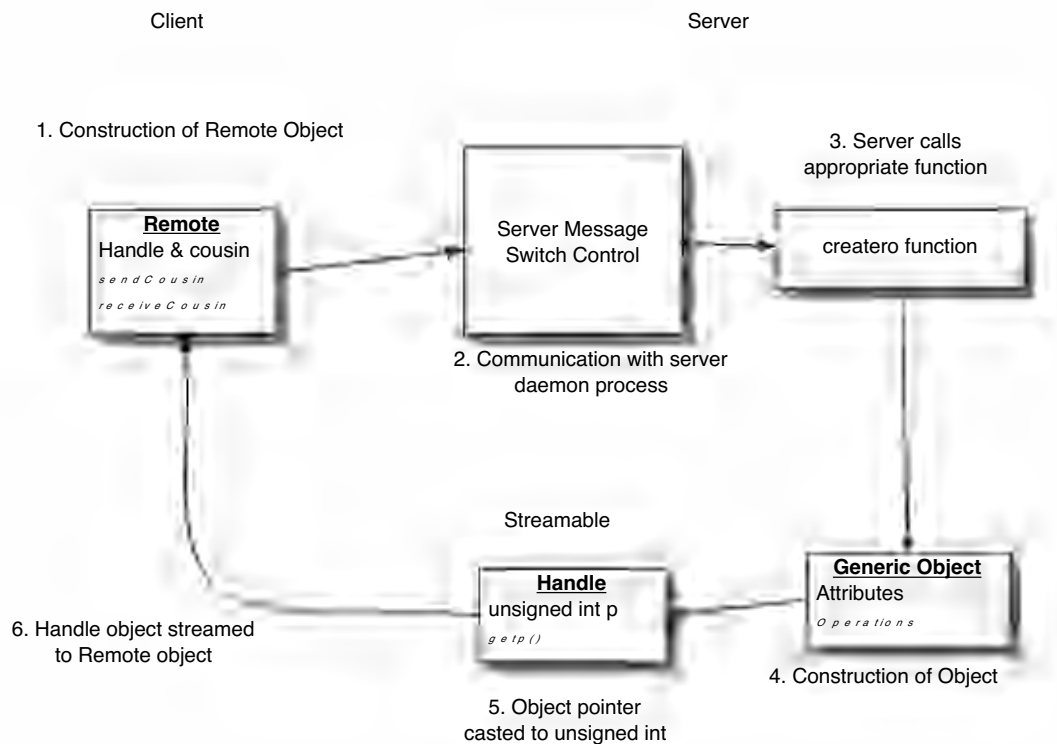 Client
Server
1. Construction of Remote Object
3. Server calls
appropriate function
Remote
Handle & cousin
sendCousin
receiveCousin
Server Message
Switch Control
createro function
2. Communication with server
daemon process
Streamable
Handle
unsigned int p
getp()
Generic Object
Attributes
Operations
6. Handle object streamed
to Remote object
4. Construction of Object
5. Object pointer
casted to unsigned int